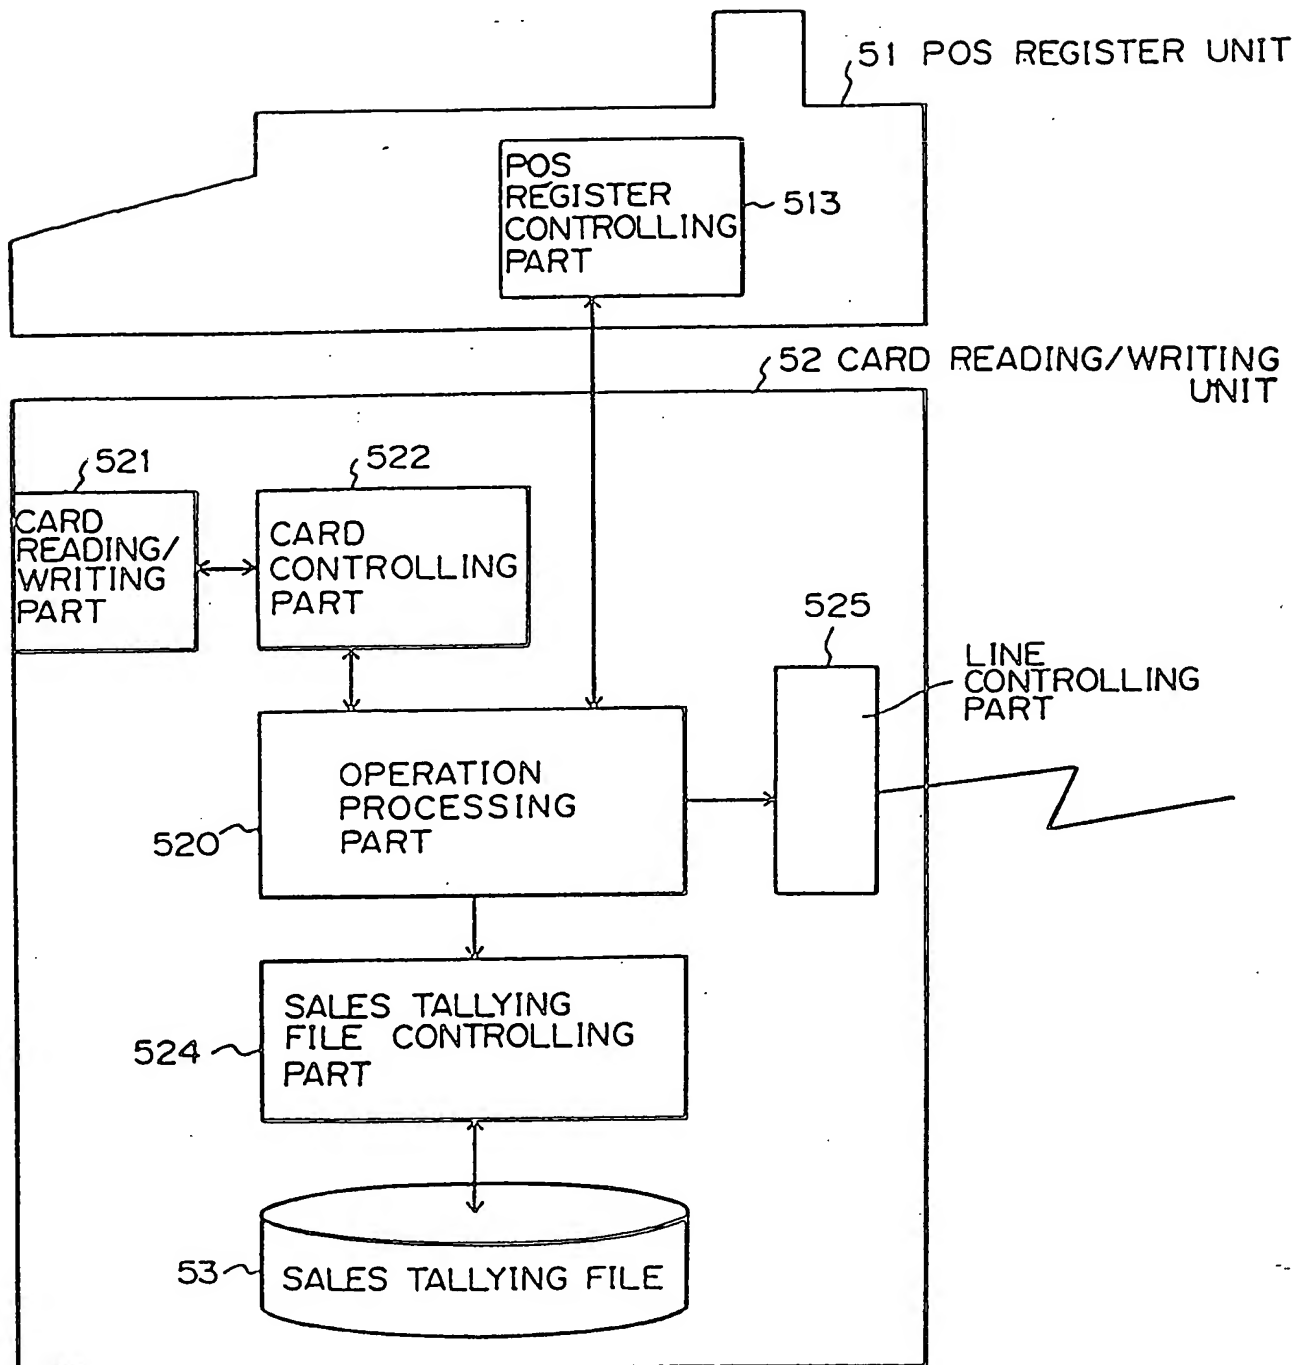 51 POS REGISTER UNIT
POS
REGISTER
CONTROLLING
PART
513
52 CARD READING/WRITING
UNIT
521
522
CARD
READING/
WRITING
PART
CARD
CONTROLLING
PART
525
LINE
CONTROLLING
PART
OPERATION
PROCESSING
PART
520
SALES TALLYING
FILE CONTROLLING
PART
524
53
SALES TALLYING FILE